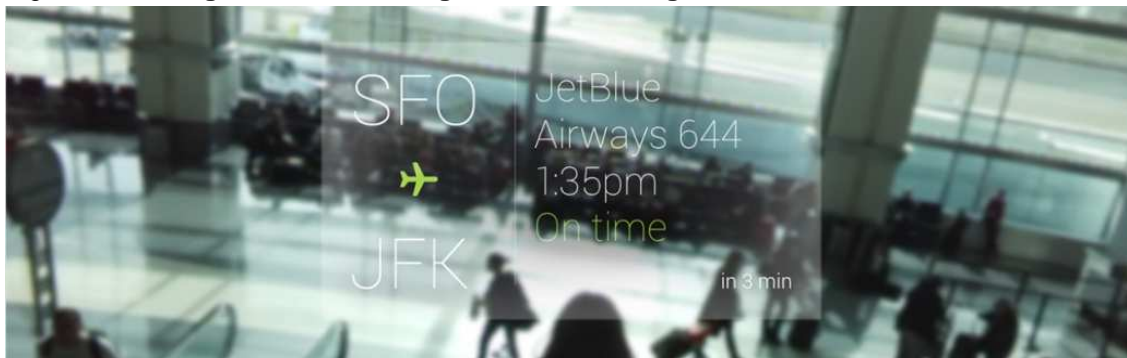 SFO
JFK
JetBlue
Airways 644
1:35pm
On time
in 3 min